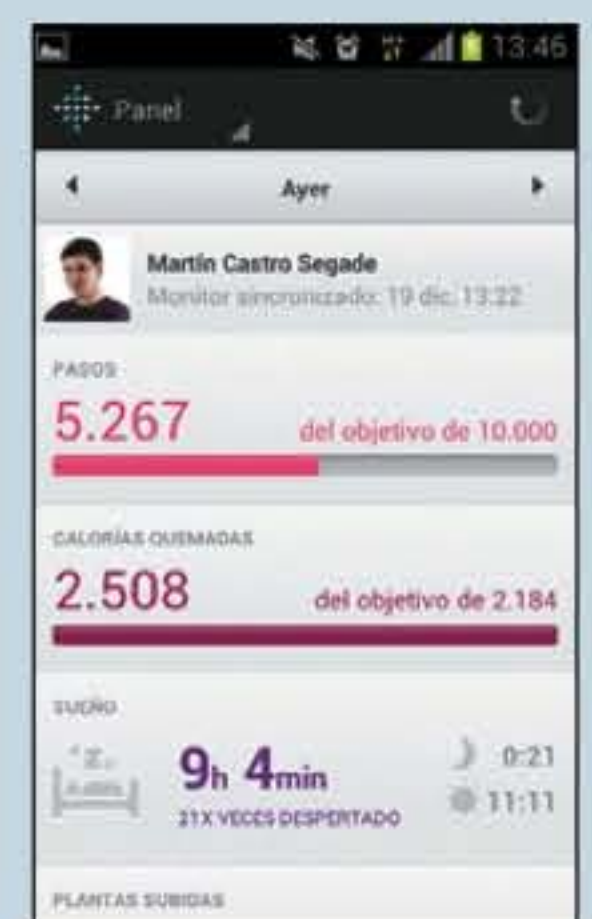 13:46
Panel
Ayer
Martín Castro Segade
Monitor sincronizado: 19 dic. 13:22
PASOS
5.267 del objetivo de 10.000
CALORÍAS QUEMADAS
2.508 del objetivo de 2.184
SUEÑO
9h 4min
0:21
21X VECES DESPERTADO
11:11
PLANTAS SUBIDAS